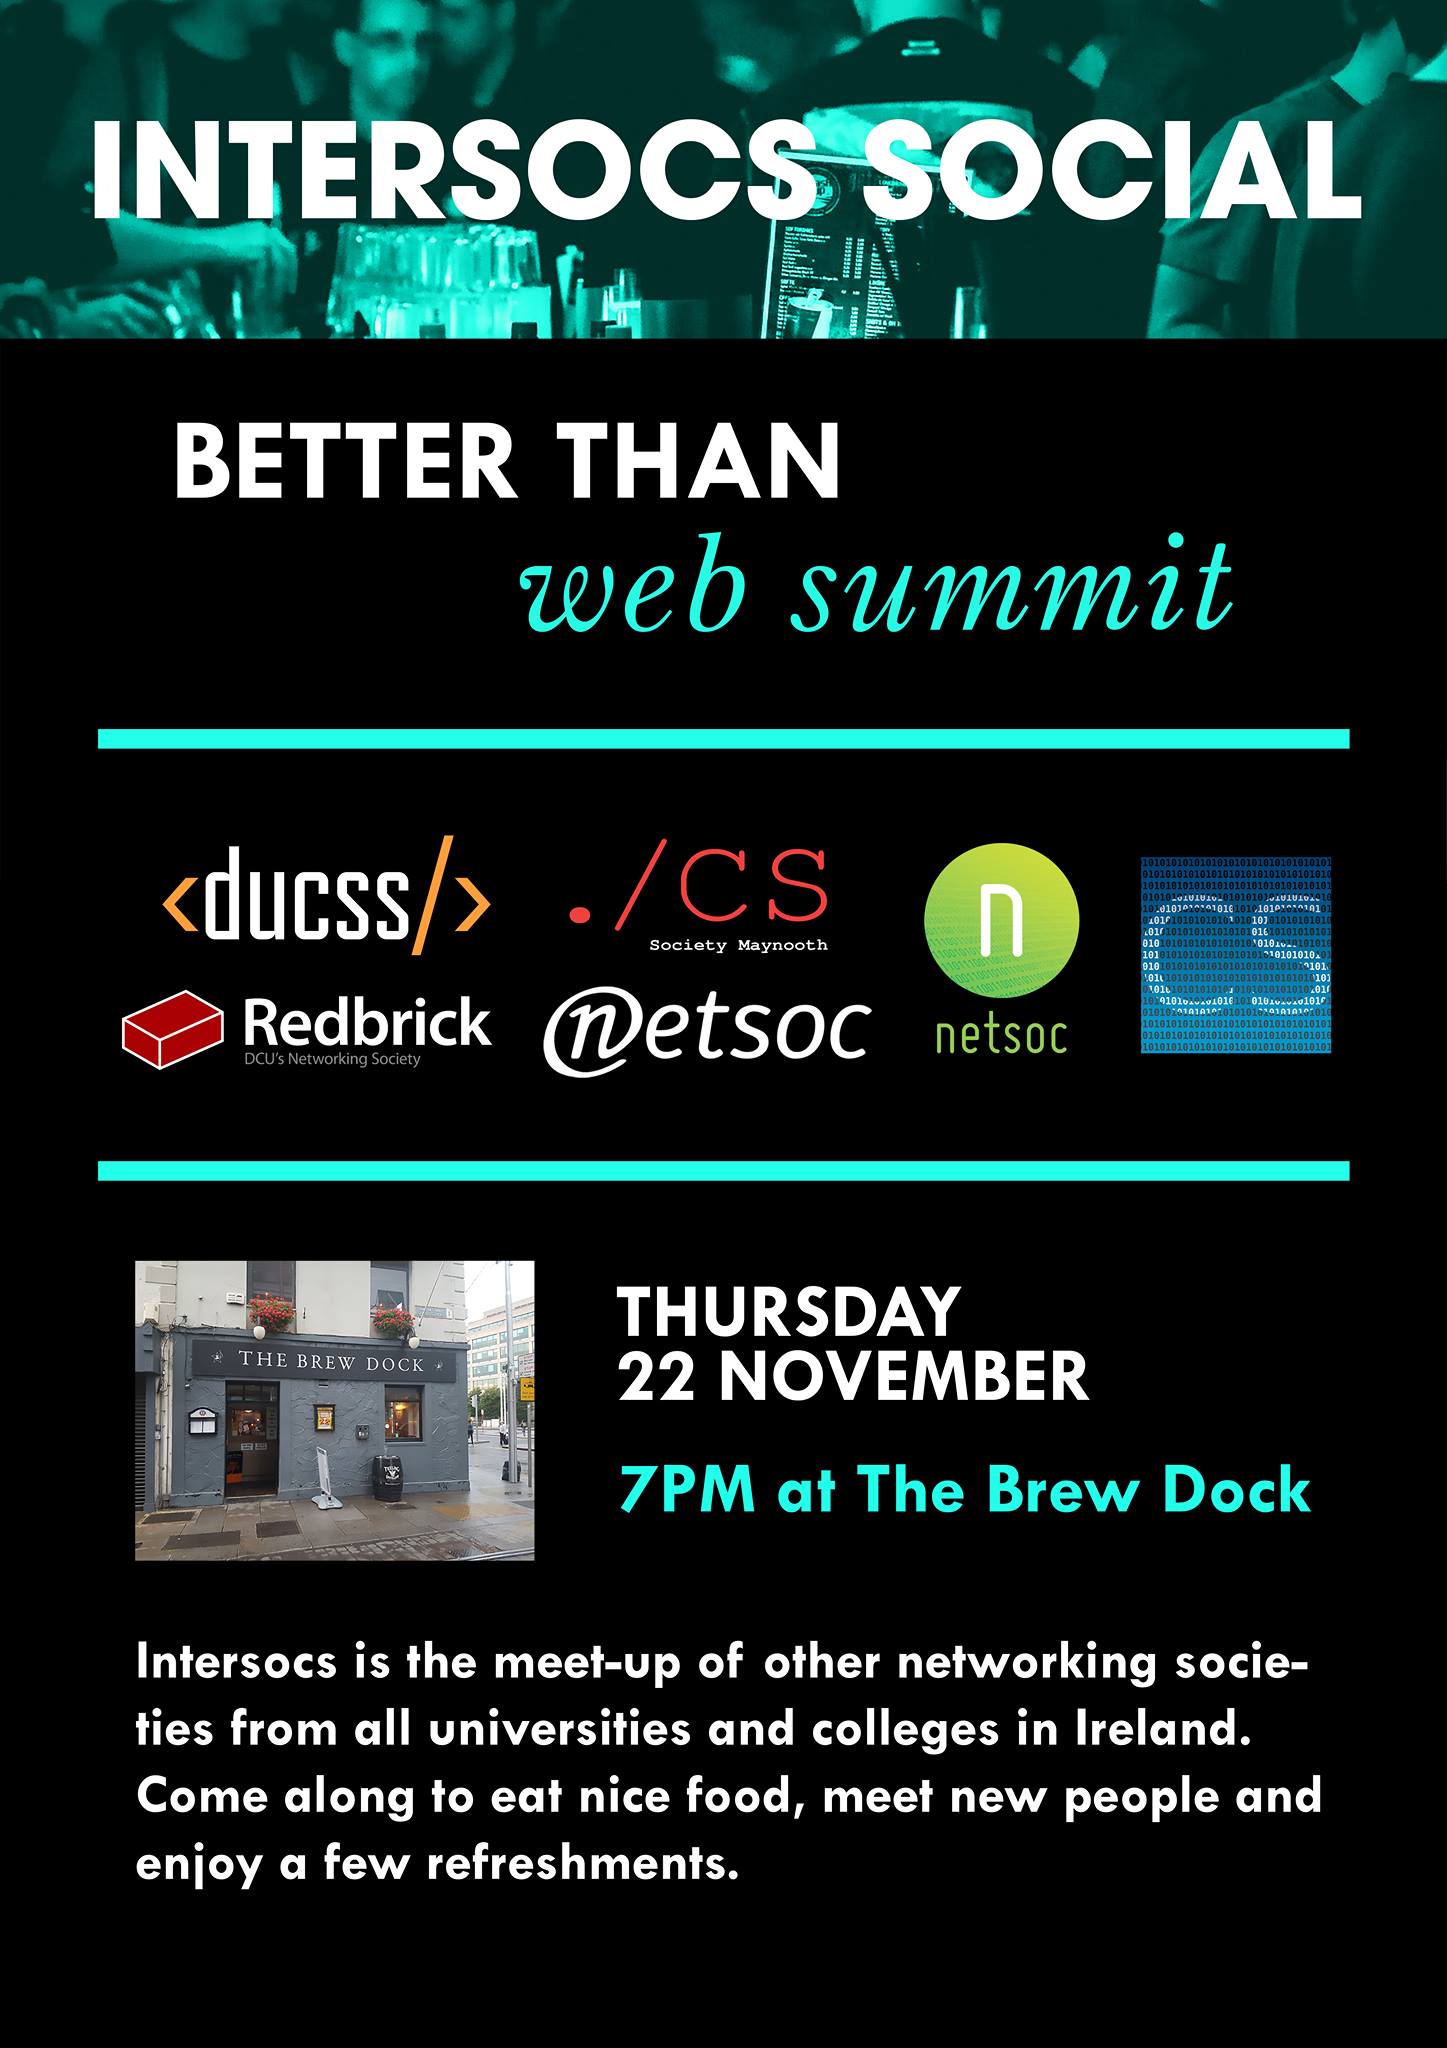 INTERSOCS SOCIAL
BETTER THAN
web summit
<ducss/>
./CS
Society Maynooth
n
netsoc
Redbrick
DCU's Networking Society
netsoc
THE BREW DOCK
THURSDAY
22 NOVEMBER
7PM at The Brew Dock
Intersocs is the meet-up of other networking socie-
ties from all universities and colleges in Ireland.
Come along to eat nice food, meet new people and
enjoy a few refreshments.